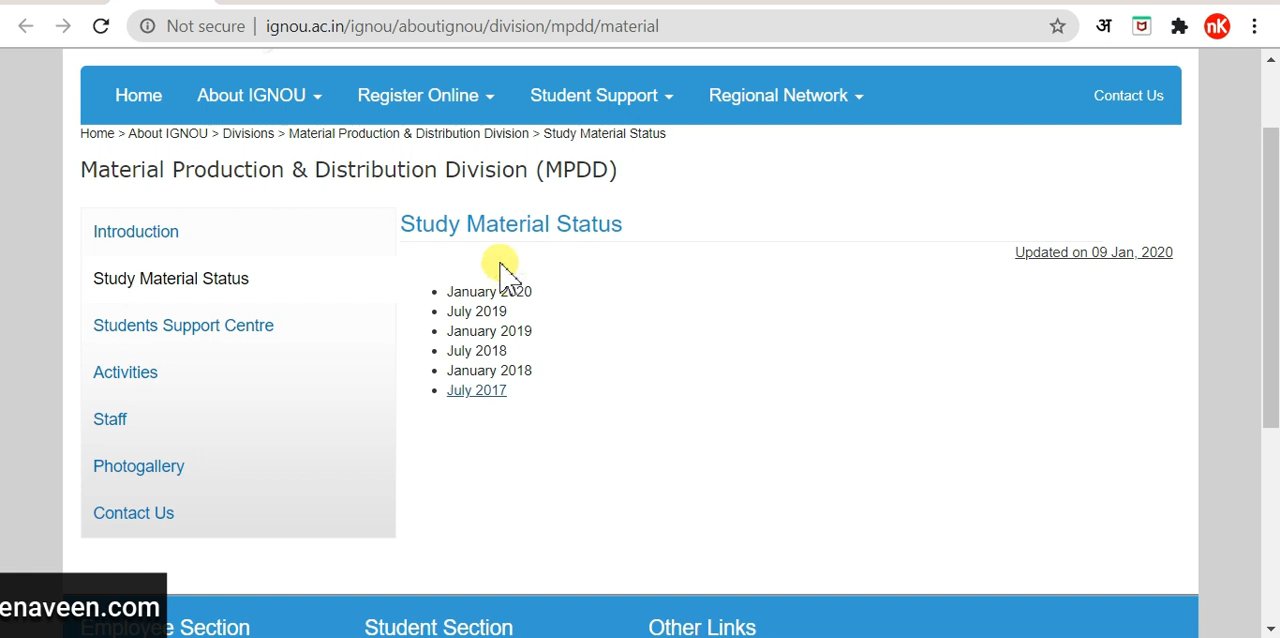 Not secure | ignou.ac.in/ignou/aboutignou/division/mpdd/material
अ
nK
Home About IGNOU Register Online Student Support Regional Network Contact Us
Home > About IGNOU > Divisions > Material Production & Distribution Division > Study Material Status
Material Production & Distribution Division (MPDD)
Introduction
Study Material Status
Students Support Centre
Activities
Staff
Photogallery
Contact Us
Study Material Status
Updated on 09 Jan, 2020
• January 2020
• July 2019
• January 2019
• July 2018
• January 2018
• July 2017
enaveen.com
Employee Section Student Section Other Links